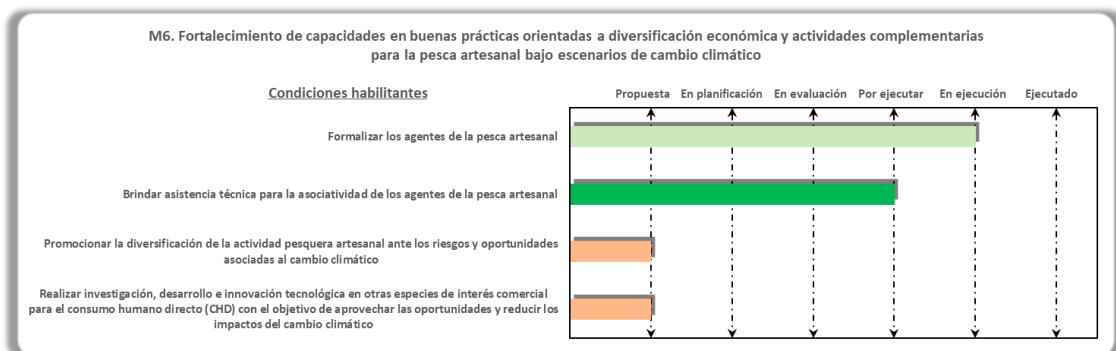 M6. Fortalecimiento de capacidades en buenas prácticas orientadas a diversificación económica y actividades complementarias
para la pesca artesanal bajo escenarios de cambio climático
Condiciones habilitantes
Propuesta En planificación En evaluación Por ejecutar En ejecución Ejecutado
Formalizar los agentes de la pesca artesanal
Brindar asistencia técnica para la asociatividad de los agentes de la pesca artesanal
Promocionar la diversificación de la actividad pesquera artesanal ante los riesgos y oportunidades
asociadas al cambio climático
Realizar investigación, desarrollo e innovación tecnológica en otras especies de interés comercial
para el consumo humano directo (CHD) con el objetivo de aprovechar las oportunidades y reducir los
impactos del cambio climático